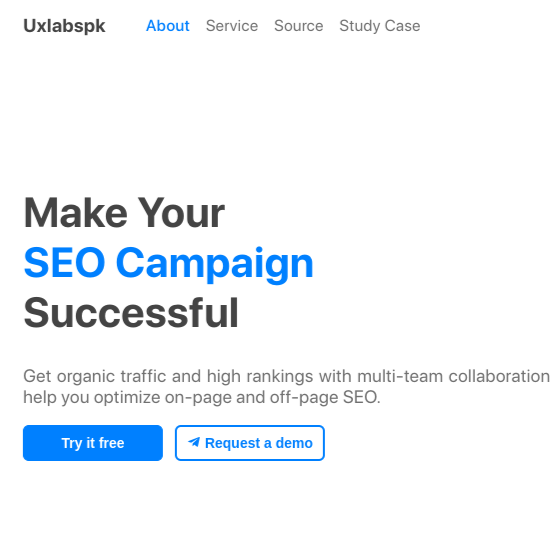 Uxlabspk About Service Source Study Case
Make Your
SEO Campaign
Successful
Get organic traffic and high rankings with multi-team collaboration
help you optimize on-page and off-page SEO.
Try it free Request a demo